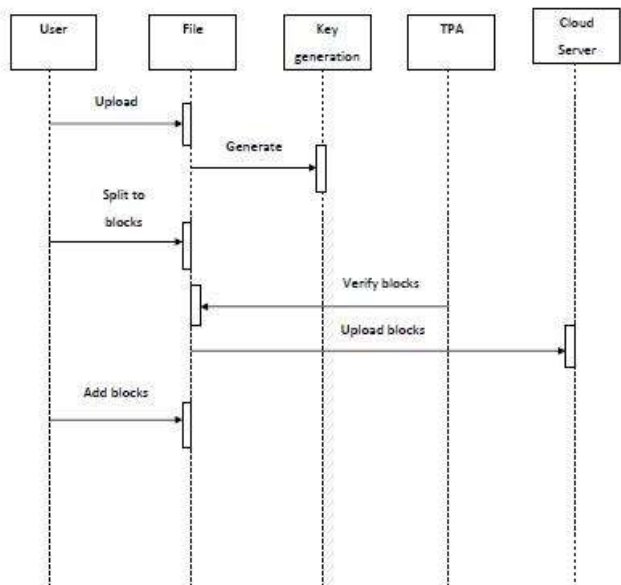 User
File
Key
generation
TPA
Cloud
Server
Upload
Generate
Split to
blocks
Verify blocks
Upload blocks
Add blocks